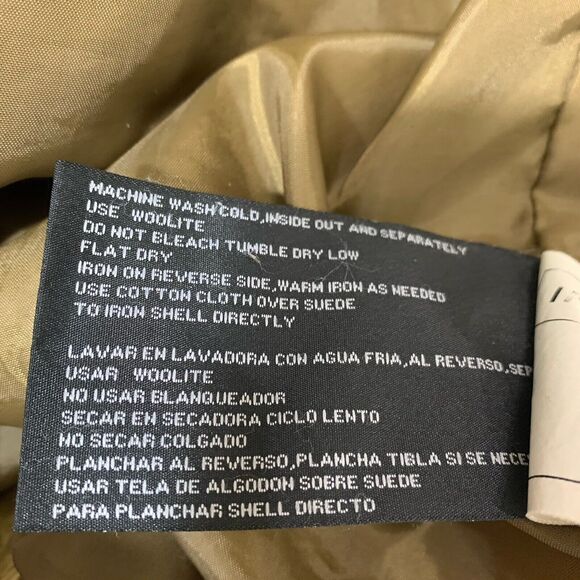 MACHINE WASH COLD,INSIDE OUT AND SEPARATELY
USE WOOLITE
DO NOT BLEACH TUMBLE DRY LOW
FLAT DRY
IRON ON REVERSE SIDE,WARM IRON AS NEEDED
USE COTTON CLOTH OVER SUEDE
TO IRON SHELL DIRECTLY
LAVAR EN LAVADORA CON AGUA FRIA,AL REVERSO,SEP
USAR WOOLITE
NO USAR BLANQUEADOR
SECAR EN SECADORA CICLO LENTO
NO SECAR COLGADO
PLANCHAR AL REVERSO,PLANCHA TIBLA SI SE NECE
USAR TELA DE ALGODON SOBRE SUEDE
PARA PLANCHAR SHELL DIRECTO